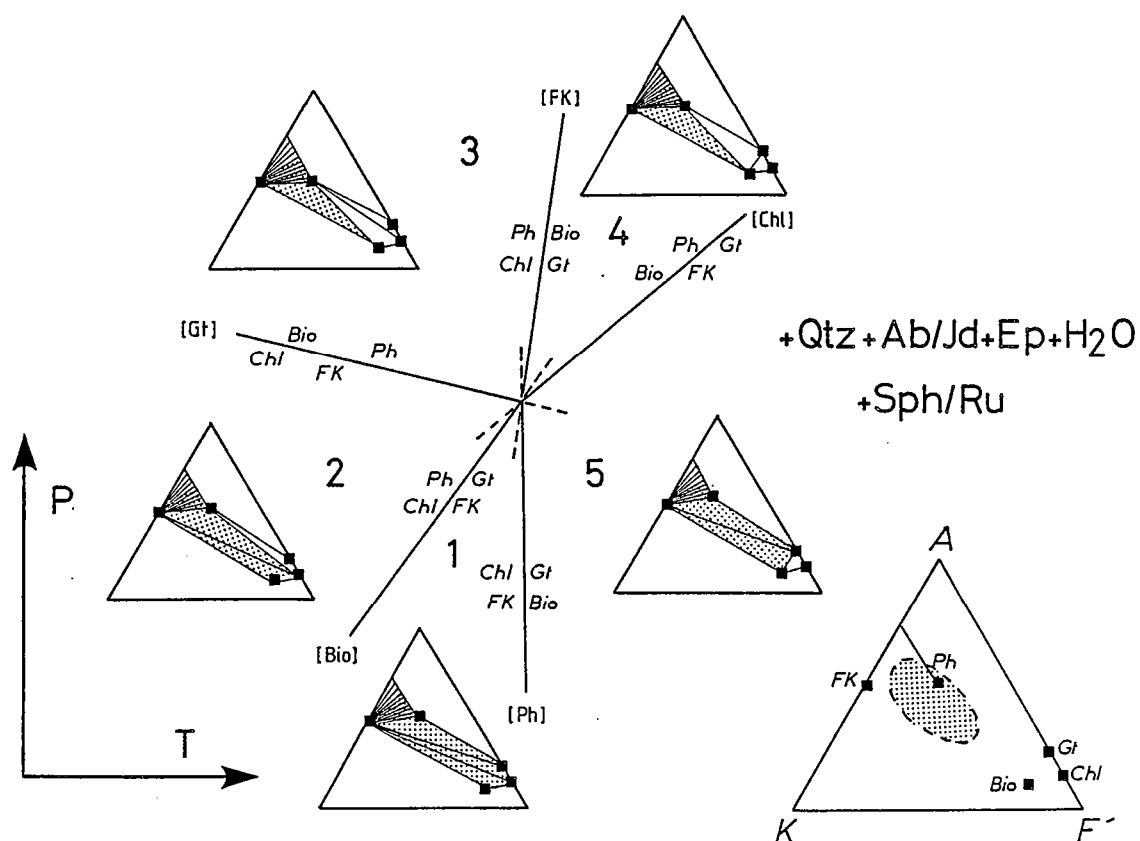 [FK]
3
4
[Chl]
Ph Bio
Chl Gt
Ph Gt
Bio FK
[Gt]
Bio Ph
Chl FK
+Qtz+Ab/Jd+Ep+H2O
+Sph/Ru
P
2
Ph Gt
Chl FK
5
1
Chl Gt
FK Bio
[Bio]
[Ph]
T
A
FK
Ph
Gt
Chl
Bio
K
F´